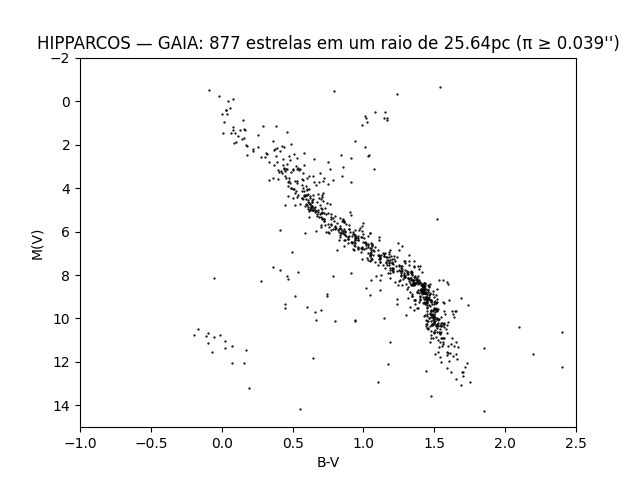 HIPPARCOS — GAIA: 877 estrelas em um raio de 25.64pc (π ≥ 0.039'')
−2
0
2
4
6
8
10
12
14
M(V)
−1.0 −0.5 0.0 0.5 1.0 1.5 2.0 2.5
B-V